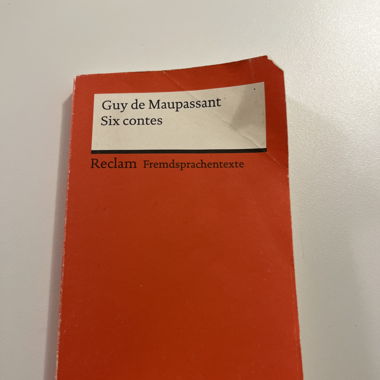 Guy de Maupassant
Six contes
Reclam Fremdsprachentexte